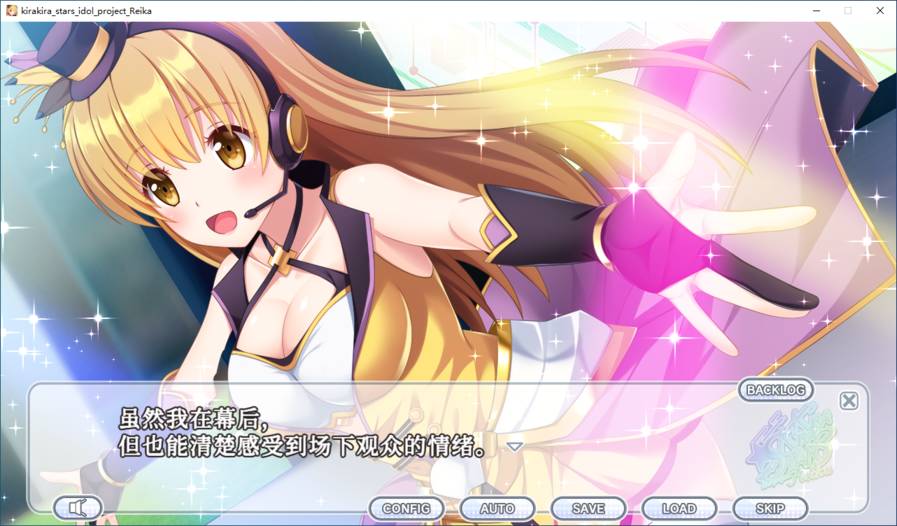 kirakira_stars_idol_project_Reika
BACKLOG
虽然我在幕后，
但也能清楚感受到场下观众的情绪。
CONFIG
AUTO
SAVE
LOAD
SKIP